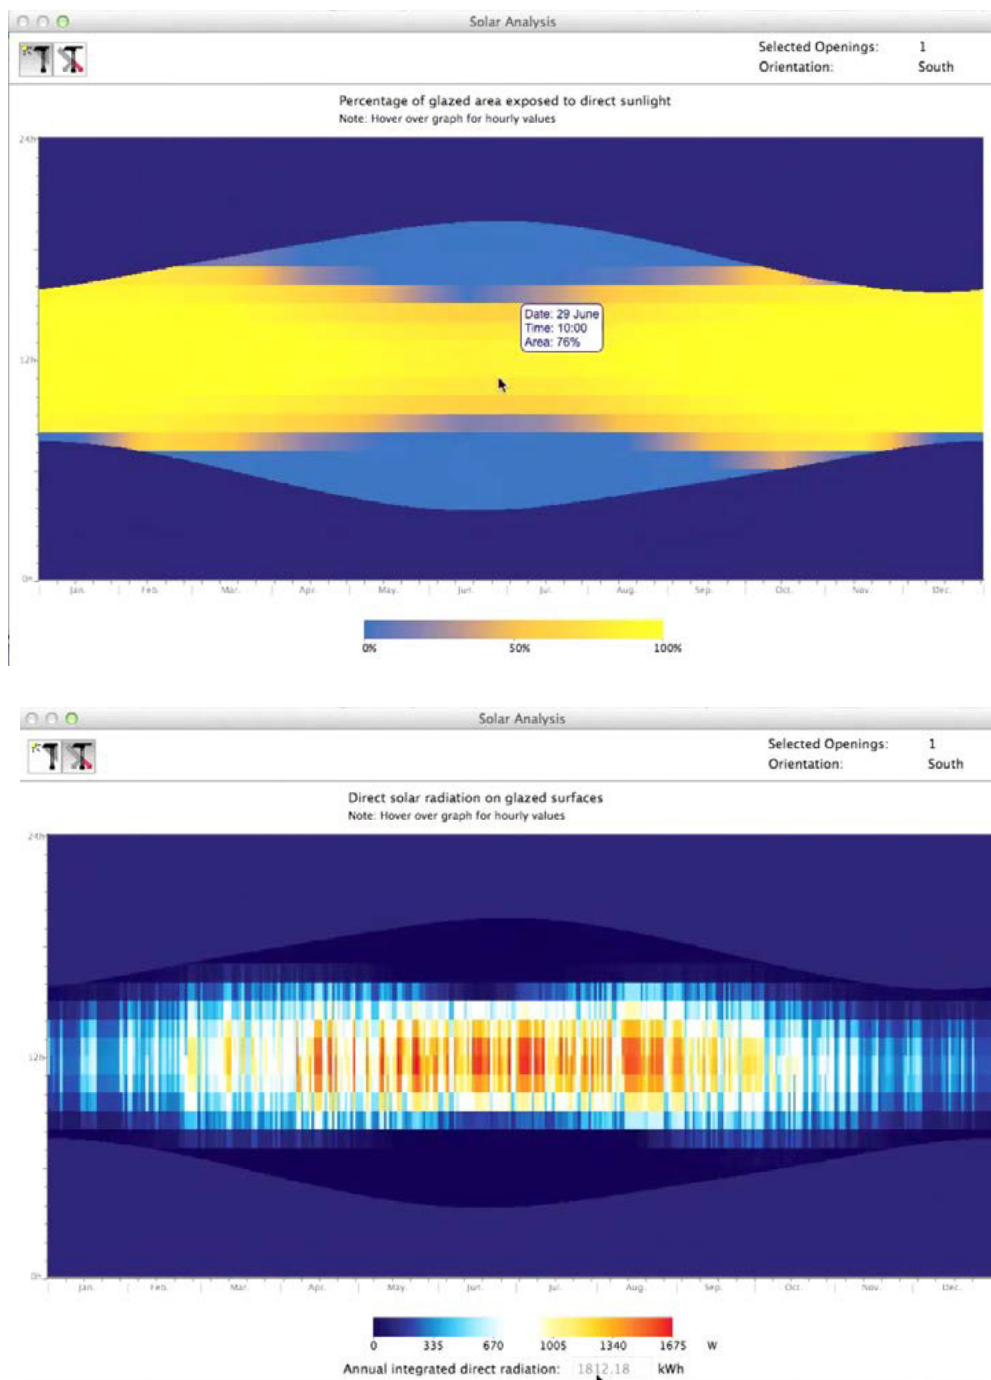 Solar Analysis
Selected Openings: 1
Orientation: South
Percentage of glazed area exposed to direct sunlight
Note: Hover over graph for hourly values
24h
Date: 29 June
Time: 10:00
Area: 76%
12h
0h
Jan. Feb. Mar. Apr. May. Jun. Jul. Aug. Sep. Oct. Nov. Dec.
0% 50% 100%
Solar Analysis
Selected Openings: 1
Orientation: South
Direct solar radiation on glazed surfaces
Note: Hover over graph for hourly values
24h
12h
0h
Jan. Feb. Mar. Apr. May. Jun. Jul. Aug. Sep. Oct. Nov. Dec.
0 335 670 1005 1340 1675 W
Annual integrated direct radiation: 1812.18 kWh